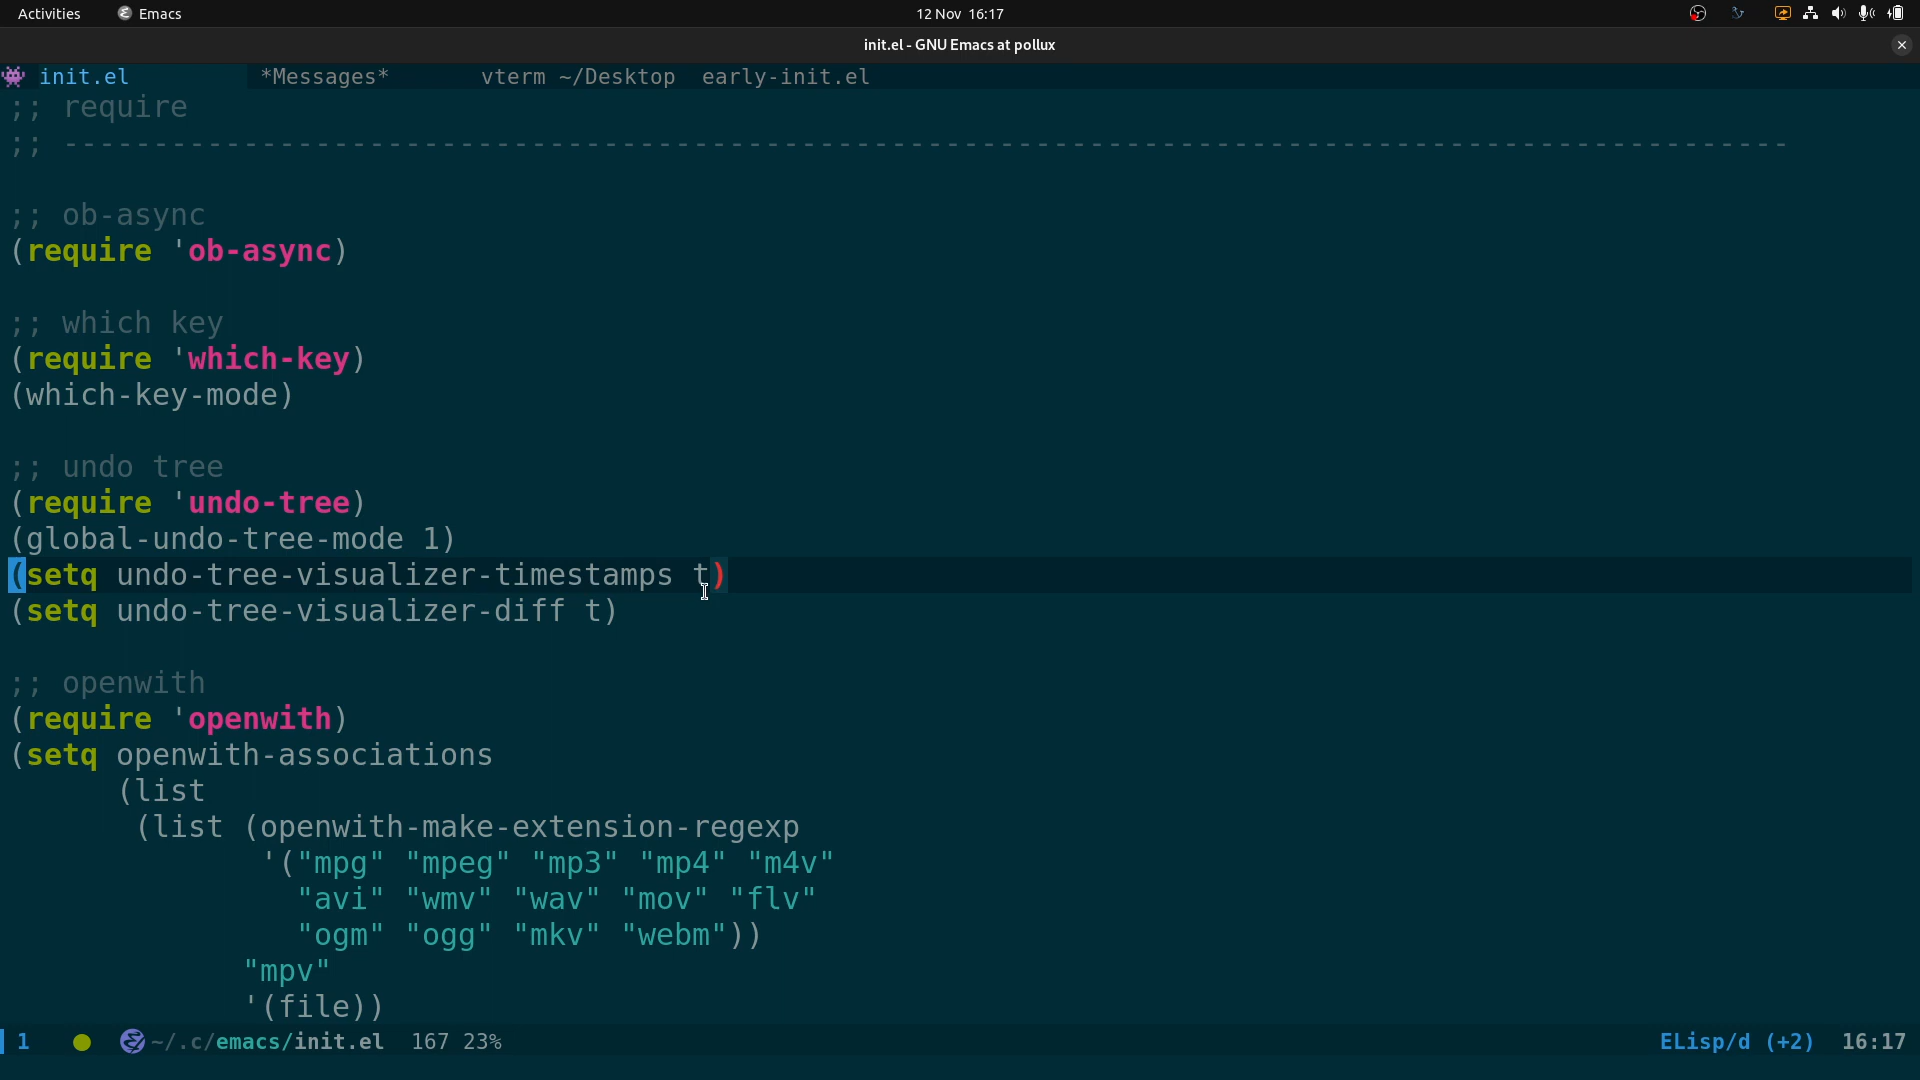 Activities Emacs 12 Nov 16:17
init.el - GNU Emacs at pollux
init.el *Messages* vterm ~/Desktop early-init.el
;; require
;; ------------------------------------------------------------------------------------------------
;; ob-async
(require 'ob-async)
;; which key
(require 'which-key)
(which-key-mode)
;; undo tree
(require 'undo-tree)
(global-undo-tree-mode 1)
(setq undo-tree-visualizer-timestamps t)
(setq undo-tree-visualizer-diff t)
;; openwith
(require 'openwith)
(setq openwith-associations
(list
(list (openwith-make-extension-regexp
'("mpg" "mpeg" "mp3" "mp4" "m4v"
"avi" "wmv" "wav" "mov" "flv"
"ogm" "ogg" "mkv" "webm"))
"mpv"
'(file))
1 ~/.c/emacs/init.el 167 23% ELisp/d (+2) 16:17